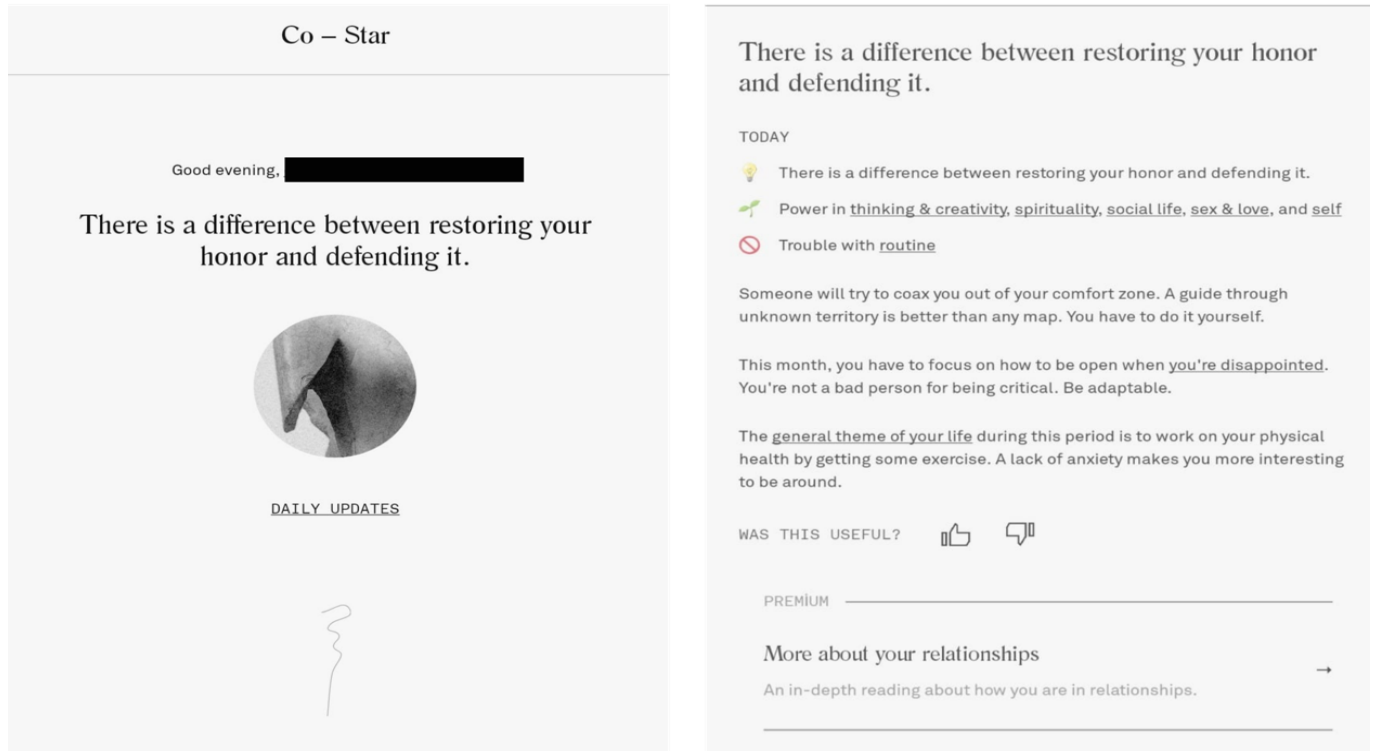 Co – Star
Good evening,
There is a difference between restoring your
honor and defending it.
DAILY UPDATES
There is a difference between restoring your honor
and defending it.
TODAY
There is a difference between restoring your honor and defending it.
Power in thinking & creativity, spirituality, social life, sex & love, and self
Trouble with routine
Someone will try to coax you out of your comfort zone. A guide through
unknown territory is better than any map. You have to do it yourself.
This month, you have to focus on how to be open when you're disappointed.
You're not a bad person for being critical. Be adaptable.
The general theme of your life during this period is to work on your physical
health by getting some exercise. A lack of anxiety makes you more interesting
to be around.
WAS THIS USEFUL?
PREMİUM
More about your relationships
→
An in-depth reading about how you are in relationships.